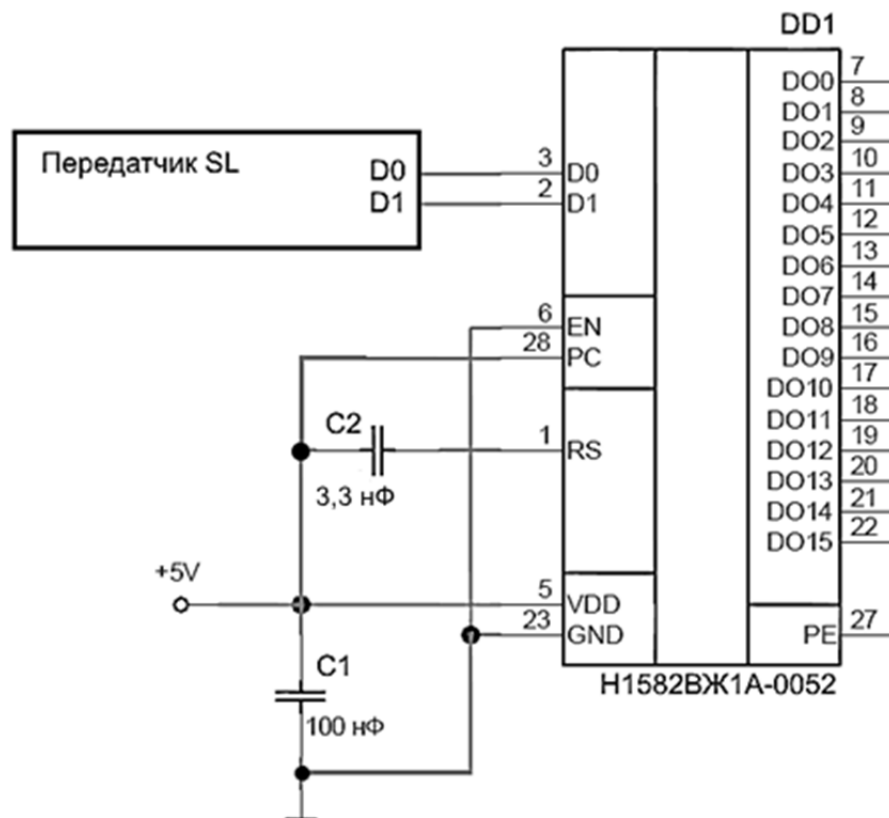 DD1
Передатчик SL
D0
D1
3
2
D0
D1
6
28
EN
PC
C2
3,3 нФ
1
RS
+5V
5
23
VDD
GND
C1
100 нФ
DO0
7
DO1
8
DO2
9
DO3
10
DO4
11
DO5
12
DO6
13
DO7
14
DO8
15
DO9
16
DO10
17
DO11
18
DO12
19
DO13
20
DO14
21
DO15
22
PE
27
Н1582ВЖ1А-0052